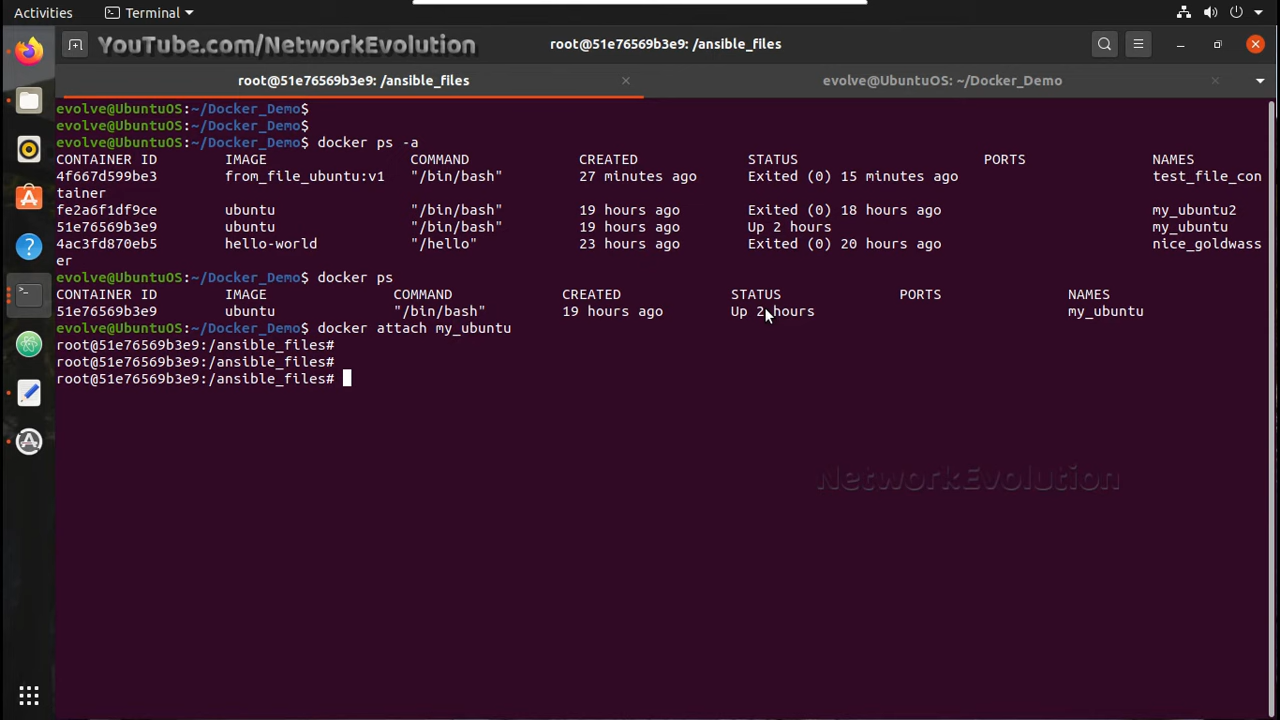 Activities Terminal
YouTube.com/NetworkEvolution root@51e76569b3e9: /ansible_files
root@51e76569b3e9: /ansible_files evolve@UbuntuOS: ~/Docker_Demo
evolve@UbuntuOS:~/Docker_Demo$
evolve@UbuntuOS:~/Docker_Demo$
evolve@UbuntuOS:~/Docker_Demo$ docker ps -a
CONTAINER ID IMAGE COMMAND CREATED STATUS PORTS NAMES
4f667d599be3 from_file_ubuntu:v1 "/bin/bash" 27 minutes ago Exited (0) 15 minutes ago test_file_con
tainer
fe2a6f1df9ce ubuntu "/bin/bash" 19 hours ago Exited (0) 18 hours ago my_ubuntu2
51e76569b3e9 ubuntu "/bin/bash" 19 hours ago Up 2 hours my_ubuntu
4ac3fd870eb5 hello-world "/hello" 23 hours ago Exited (0) 20 hours ago nice_goldwass
er
evolve@UbuntuOS:~/Docker_Demo$ docker ps
CONTAINER ID IMAGE COMMAND CREATED STATUS PORTS NAMES
51e76569b3e9 ubuntu "/bin/bash" 19 hours ago Up 2 hours my_ubuntu
evolve@UbuntuOS:~/Docker_Demo$ docker attach my_ubuntu
root@51e76569b3e9:/ansible_files#
root@51e76569b3e9:/ansible_files#
root@51e76569b3e9:/ansible_files#
NetworkEvolution